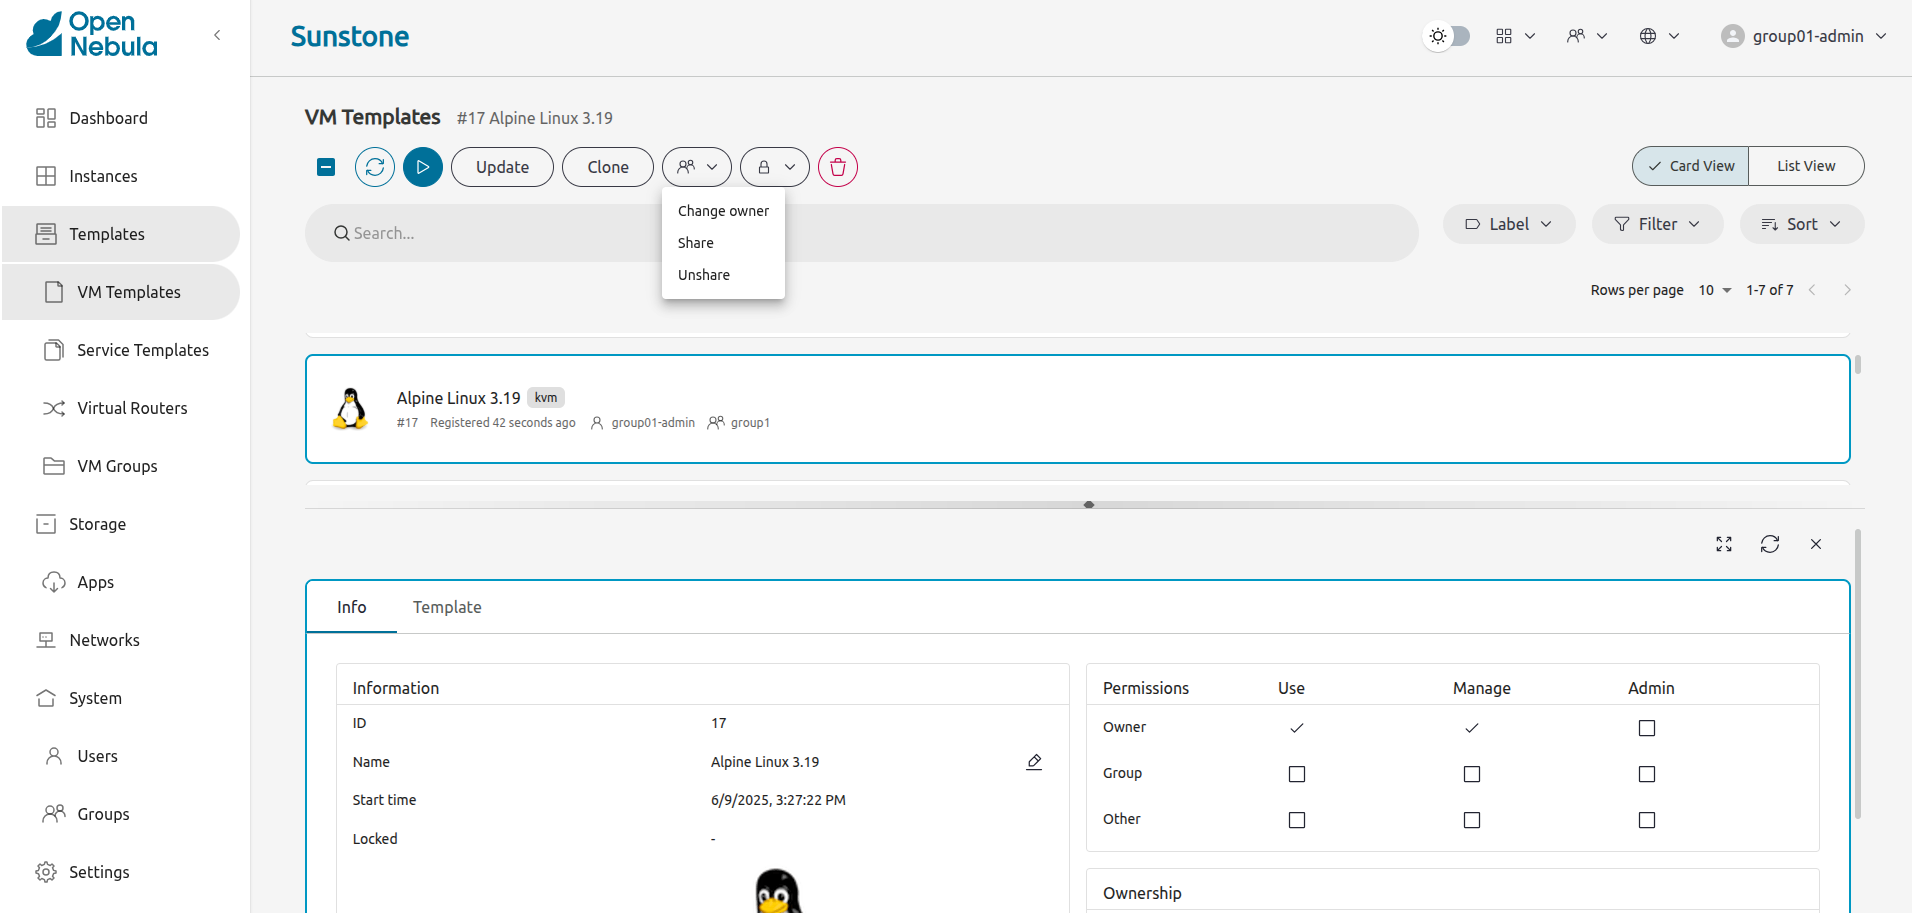 Open
Nebula
Sunstone
group01-admin
Dashboard
Instances
Templates
VM Templates
Service Templates
Virtual Routers
VM Groups
Storage
Apps
Networks
System
Users
Groups
Settings
VM Templates #17 Alpine Linux 3.19
Update Clone
Card View List View
Change owner
Share
Unshare
Search...
Label Filter Sort
Rows per page 10 1-7 of 7
Alpine Linux 3.19 kvm
#17 Registered 42 seconds ago group01-admin group1
Info Template
Information
ID 17
Name Alpine Linux 3.19
Start time 6/9/2025, 3:27:22 PM
Locked -
Permissions Use Manage Admin
Owner
Group
Other
Ownership